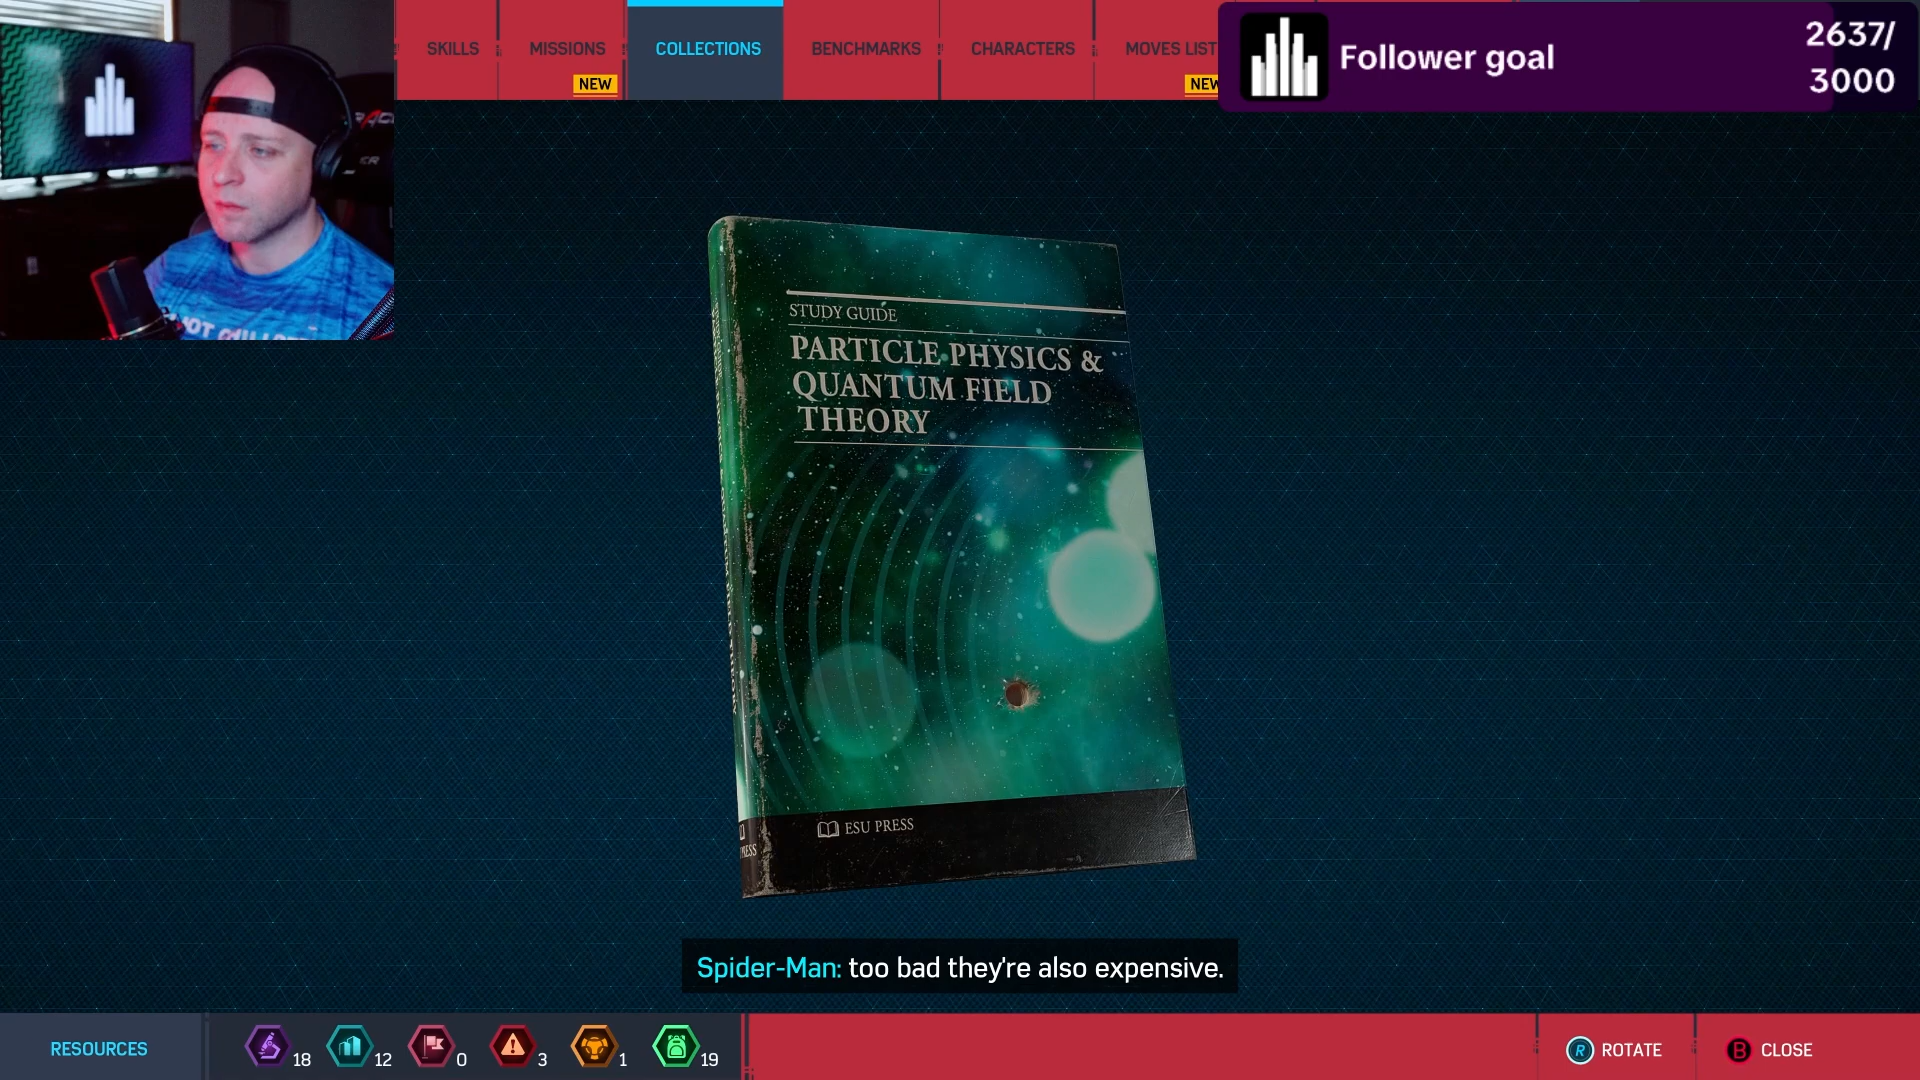 SKILLS
MISSIONS
NEW
COLLECTIONS
BENCHMARKS
CHARACTERS
MOVES LIST
NEW
Follower goal
2637/
3000
STUDY GUIDE
PARTICLE PHYSICS &
QUANTUM FIELD
THEORY
ESU PRESS
Spider-Man: too bad they're also expensive.
RESOURCES
18
12
0
3
1
19
R ROTATE
B CLOSE